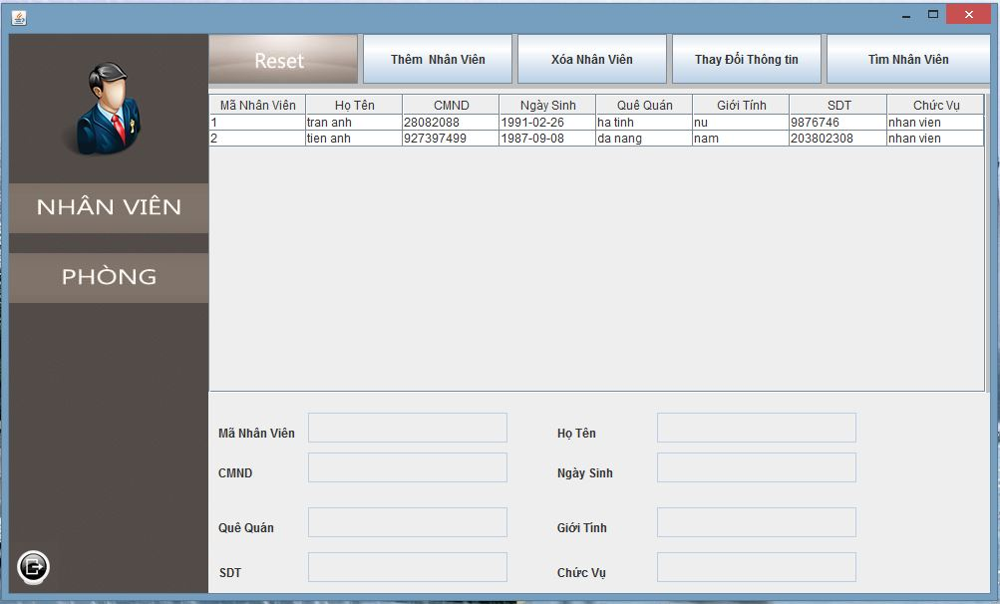 Reset Thêm Nhân Viên Xóa Nhân Viên Thay Đổi Thông tin Tìm Nhân Viên
NHÂN VIÊN
PHÒNG
Mã Nhân Viên Họ Tên CMND Ngày Sinh Quê Quán Giới Tính SDT Chức Vụ
1 tran anh 28082088 1991-02-26 ha tinh nu 9876746 nhan vien
2 tien anh 927397499 1987-09-08 da nang nam 203802308 nhan vien
Mã Nhân Viên Họ Tên
CMND Ngày Sinh
Quê Quán Giới Tính
SDT Chức Vụ